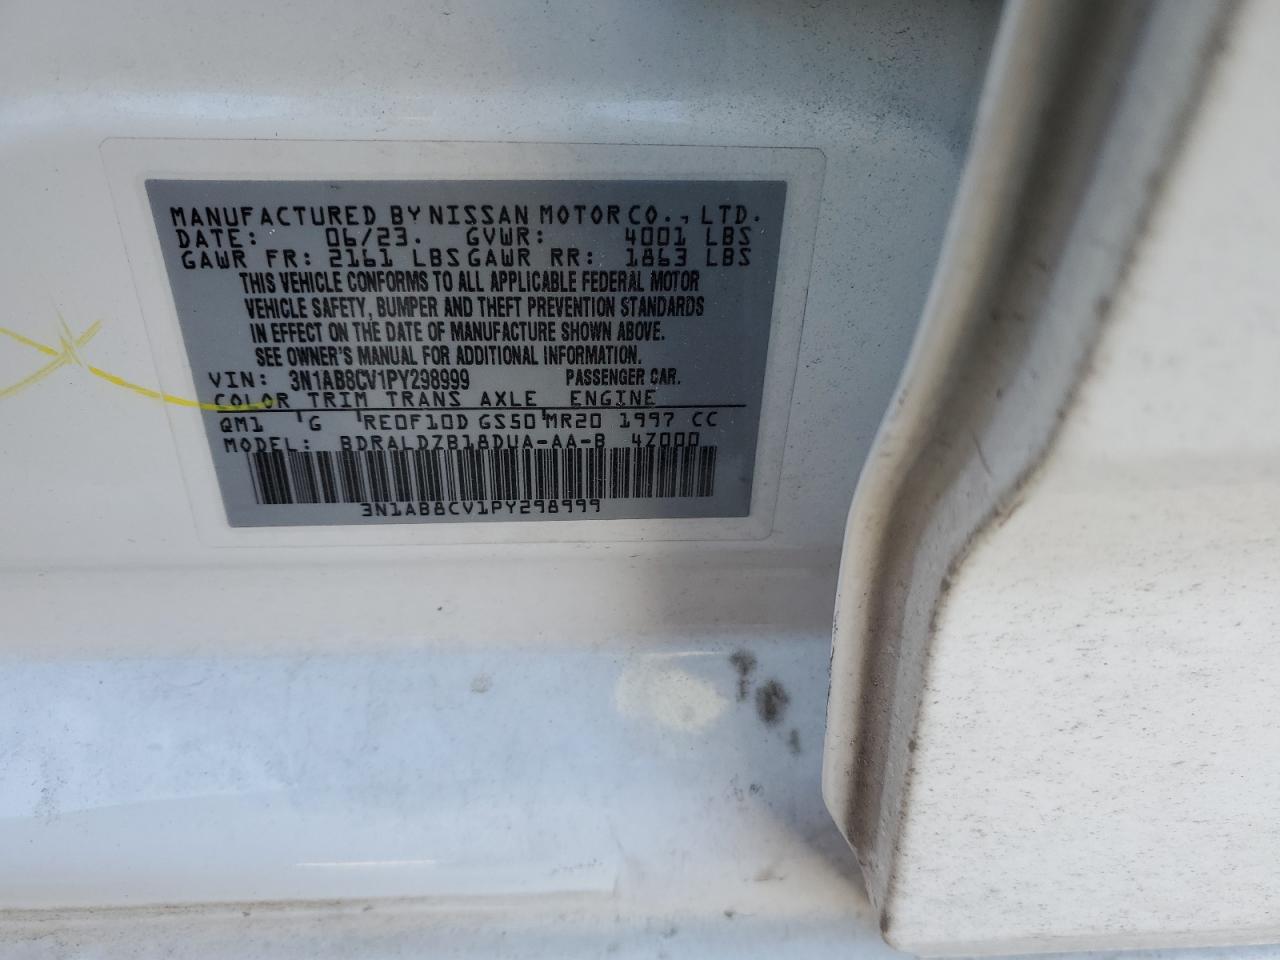 MANUFACTURED BY NISSAN MOTOR CO., LTD.
DATE: 06/23. GVWR: 4001 LBS
GAWR FR: 2161 LBS GAWR RR: 1863 LBS
THIS VEHICLE CONFORMS TO ALL APPLICABLE FEDERAL MOTOR
VEHICLE SAFETY, BUMPER AND THEFT PREVENTION STANDARDS
IN EFFECT ON THE DATE OF MANUFACTURE SHOWN ABOVE.
SEE OWNER'S MANUAL FOR ADDITIONAL INFORMATION.
VIN: 3N1AB8CV1PY298999 PASSENGER CAR.
COLOR TRIM TRANS AXLE ENGINE
QM1 G RE0F10D GS50 MR20 1997 CC
MODEL: BDRALDZB18DUA-AA-B 4Z000
3N1AB8CV1PY298999